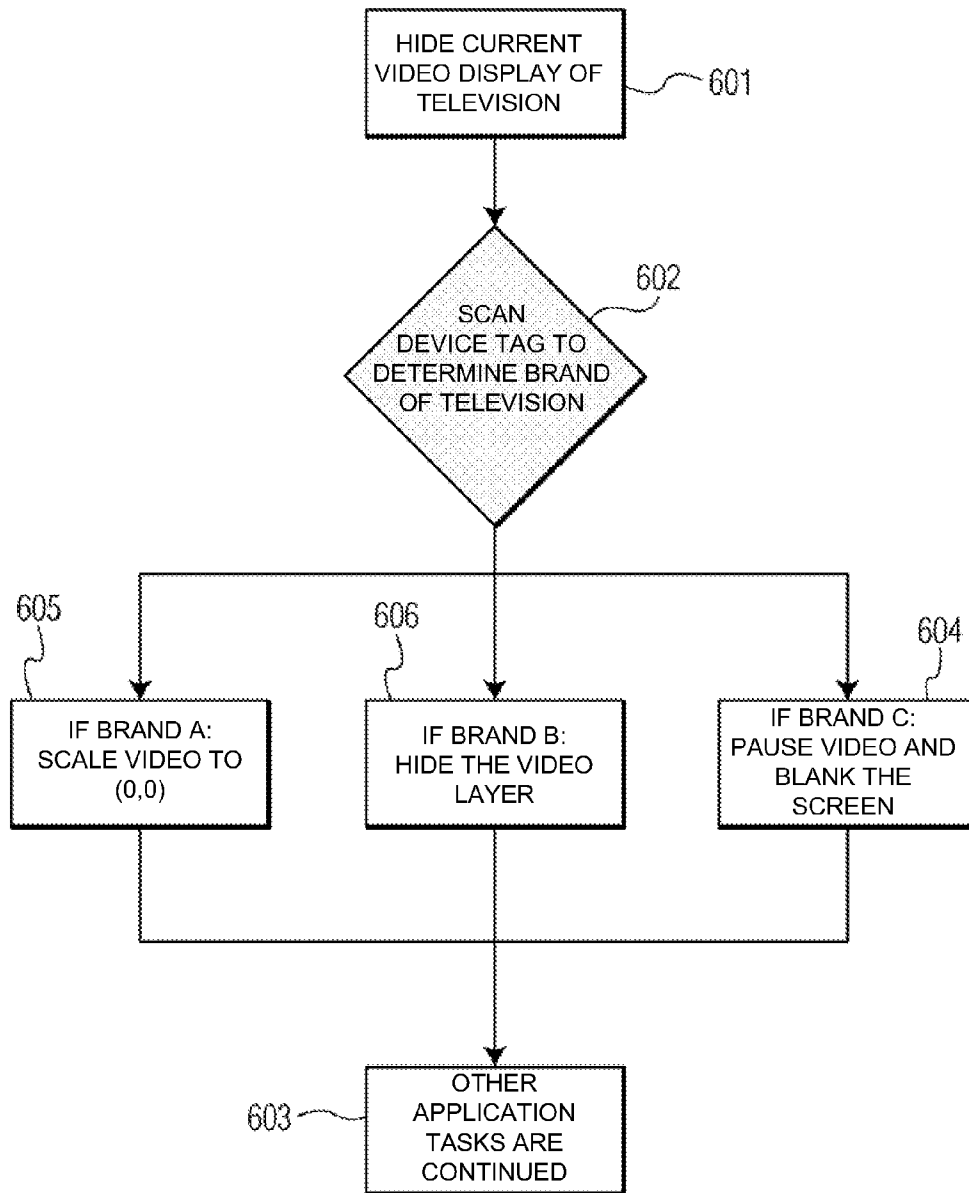 HIDE CURRENT
VIDEO DISPLAY OF
TELEVISION
601
602
SCAN
DEVICE TAG TO
DETERMINE BRAND
OF TELEVISION
605
606
604
IF BRAND A:
SCALE VIDEO TO
(0,0)
IF BRAND B:
HIDE THE VIDEO
LAYER
IF BRAND C:
PAUSE VIDEO AND
BLANK THE
SCREEN
603
OTHER
APPLICATION
TASKS ARE
CONTINUED